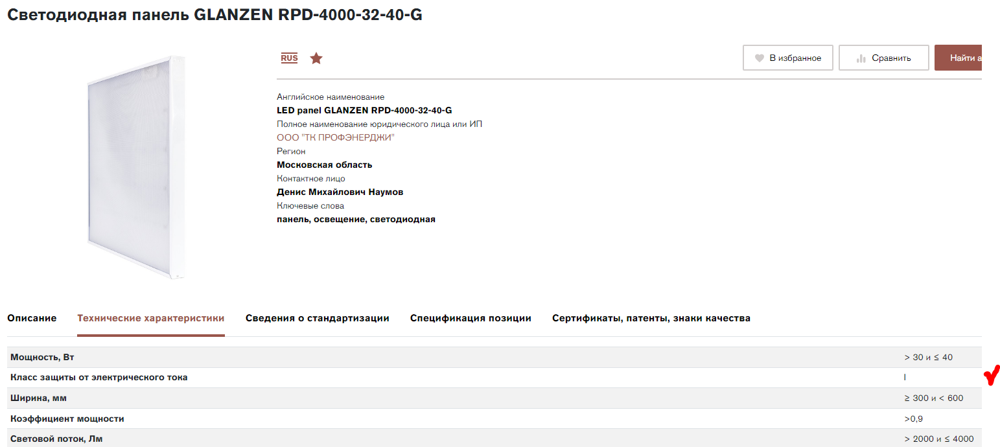 Светодиодная панель GLANZEN RPD-4000-32-40-G
RUS
В избранное
Сравнить
Найти а
Английское наименование
LED panel GLANZEN RPD-4000-32-40-G
Полное наименование юридического лица или ИП
ООО "ТК ПРОФЭНЕРДЖИ"
Регион
Московская область
Контактное лицо
Денис Михайлович Наумов
Ключевые слова
панель, освещение, светодиодная
Описание Технические характеристики Сведения о стандартизации Спецификация позиции Сертификаты, патенты, знаки качества
Мощность, Вт > 30 и ≤ 40
Класс защиты от электрического тока I
Ширина, мм ≥ 300 и < 600
Коэффициент мощности >0,9
Световой поток, Лм > 2000 и ≤ 4000